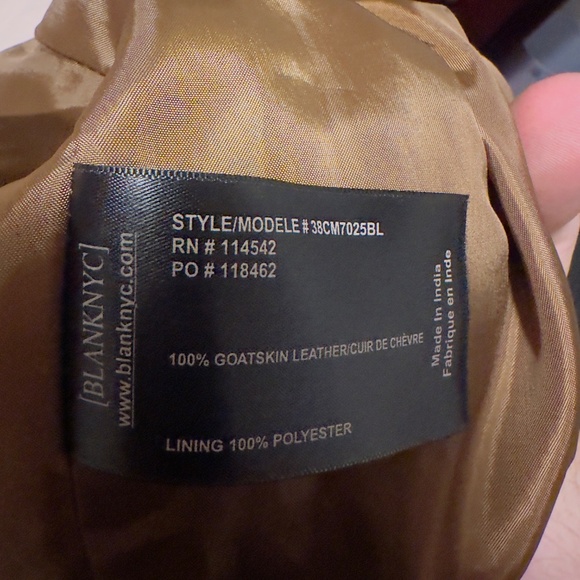 [BLANKNYC]
www.blanknyc.com
STYLE/MODELE # 38CM7025BL
RN # 114542
PO # 118462
100% GOATSKIN LEATHER/CUIR DE CHÈVRE
LINING 100% POLYESTER
Made In India
Fabrique en Inde